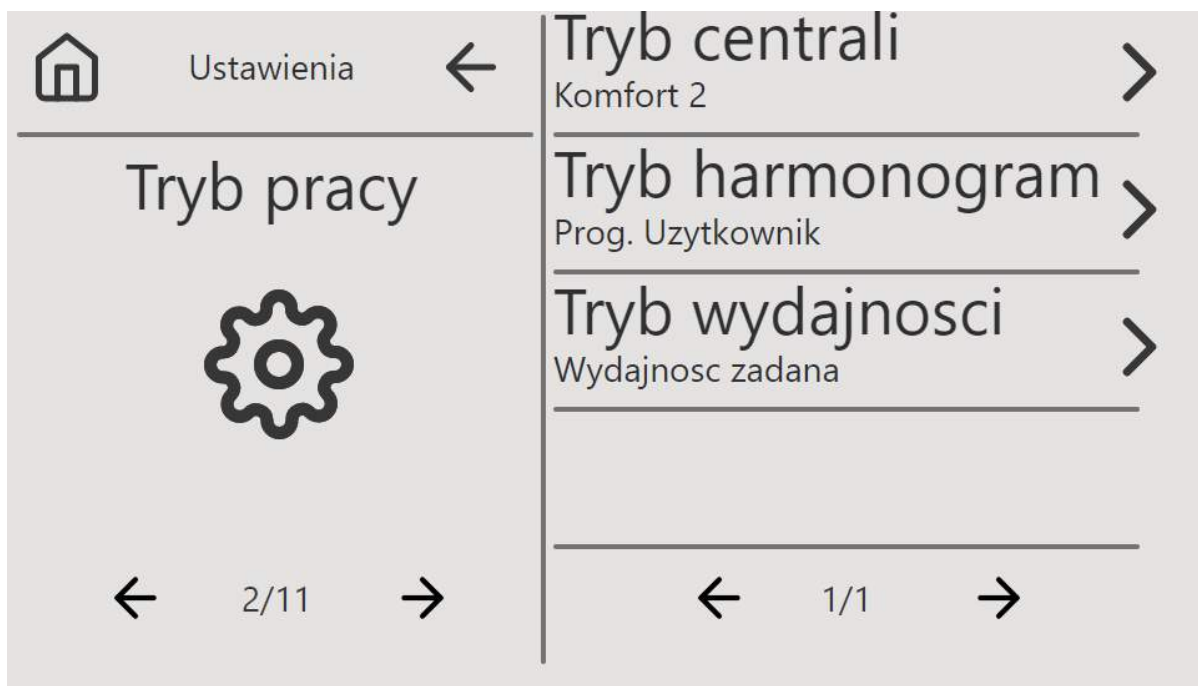 Ustawienia
Tryb pracy
2/11
Tryb centrali
Komfort 2
Tryb harmonogram
Prog. Uzytkownik
Tryb wydajnosci
Wydajnosc zadana
1/1